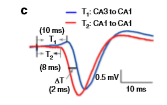 c
(10 ms)
T₁: CA3 to CA1
T₂: CA1 to CA1
T₁
T₂
(8 ms)
ΔT
(2 ms)
0.5 mV
10 ms